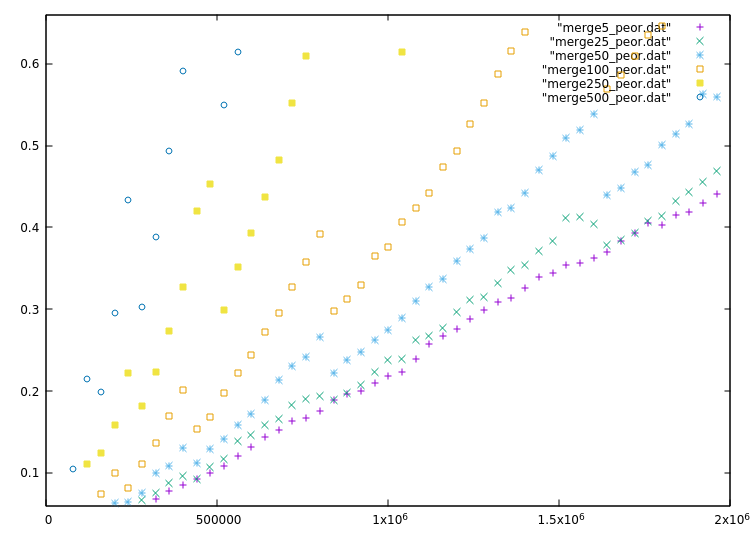 "merge5_peor.dat"
"merge25_peor.dat"
"merge50_peor.dat"
"merge100_peor.dat"
"merge250_peor.dat"
"merge500_peor.dat"
0.6
0.5
0.4
0.3
0.2
0.1
0 500000 1x10⁶ 1.5x10⁶ 2x10⁶